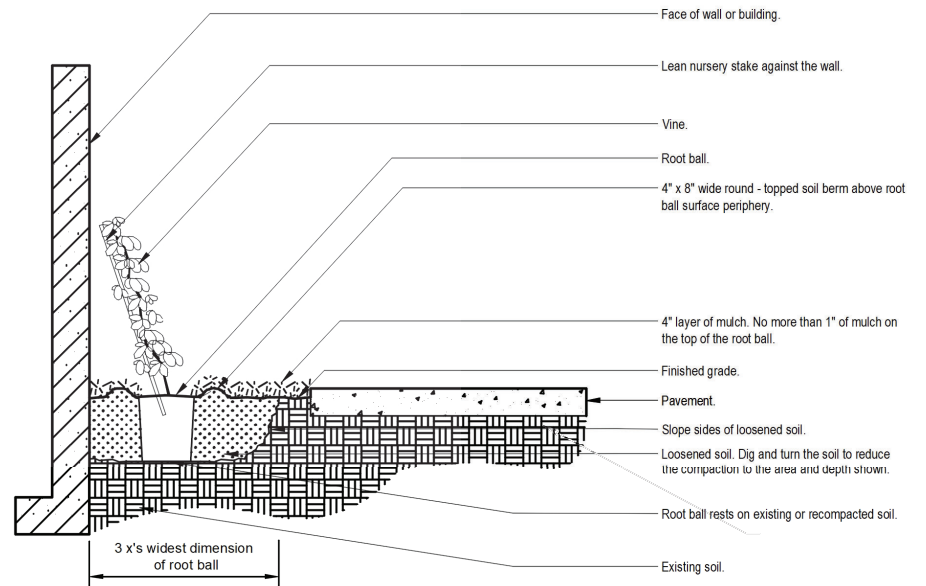 Face of wall or building.
Lean nursery stake against the wall.
Vine.
Root ball.
4" x 8" wide round - topped soil berm above root
ball surface periphery.
4" layer of mulch. No more than 1" of mulch on
the top of the root ball.
Finished grade.
Pavement.
Slope sides of loosened soil.
Loosened soil. Dig and turn the soil to reduce
the compaction to the area and depth shown.
Root ball rests on existing or recompacted soil.
3 x's widest dimension
of root ball
Existing soil.